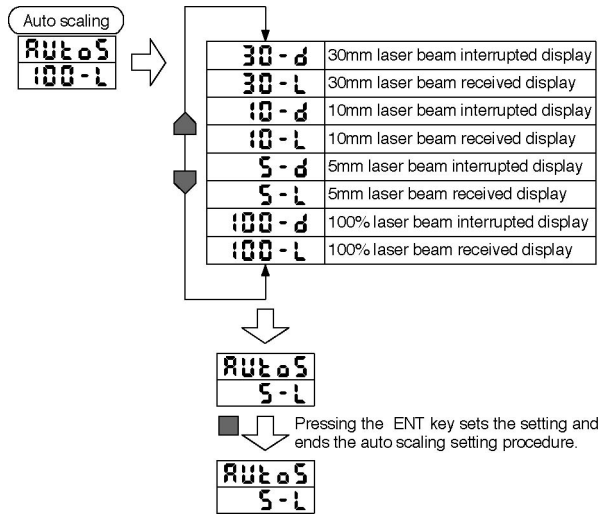 Auto scaling
AUtoS
100-L
30-d 30mm laser beam interrupted display
30-L 30mm laser beam received display
10-d 10mm laser beam interrupted display
10-L 10mm laser beam received display
5-d 5mm laser beam interrupted display
5-L 5mm laser beam received display
100-d 100% laser beam interrupted display
100-L 100% laser beam received display
AUtoS
5-L
Pressing the ENT key sets the setting and
ends the auto scaling setting procedure.
AUtoS
5-L